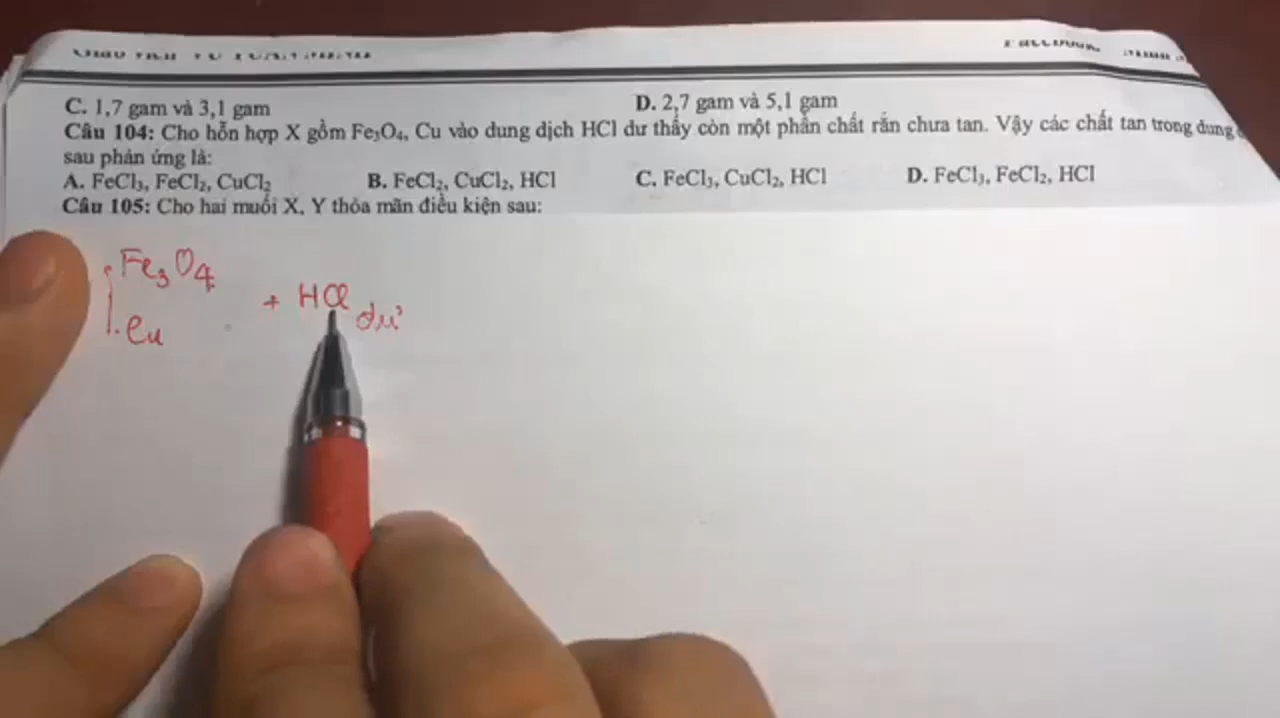 C. 1,7 gam và 3,1 gam D. 2,7 gam và 5,1 gam
Câu 104: Cho hỗn hợp X gồm Fe₃O₄, Cu vào dung dịch HCl dư thấy còn một phần chất rắn chưa tan. Vậy các chất tan trong dung
sau phản ứng là:
A. FeCl₃, FeCl₂, CuCl₂ B. FeCl₂, CuCl₂, HCl C. FeCl₃, CuCl₂, HCl D. FeCl₃, FeCl₂, HCl
Câu 105: Cho hai muối X, Y thỏa mãn điều kiện sau:
Fe₃O₄
+ HCl dư
Cu